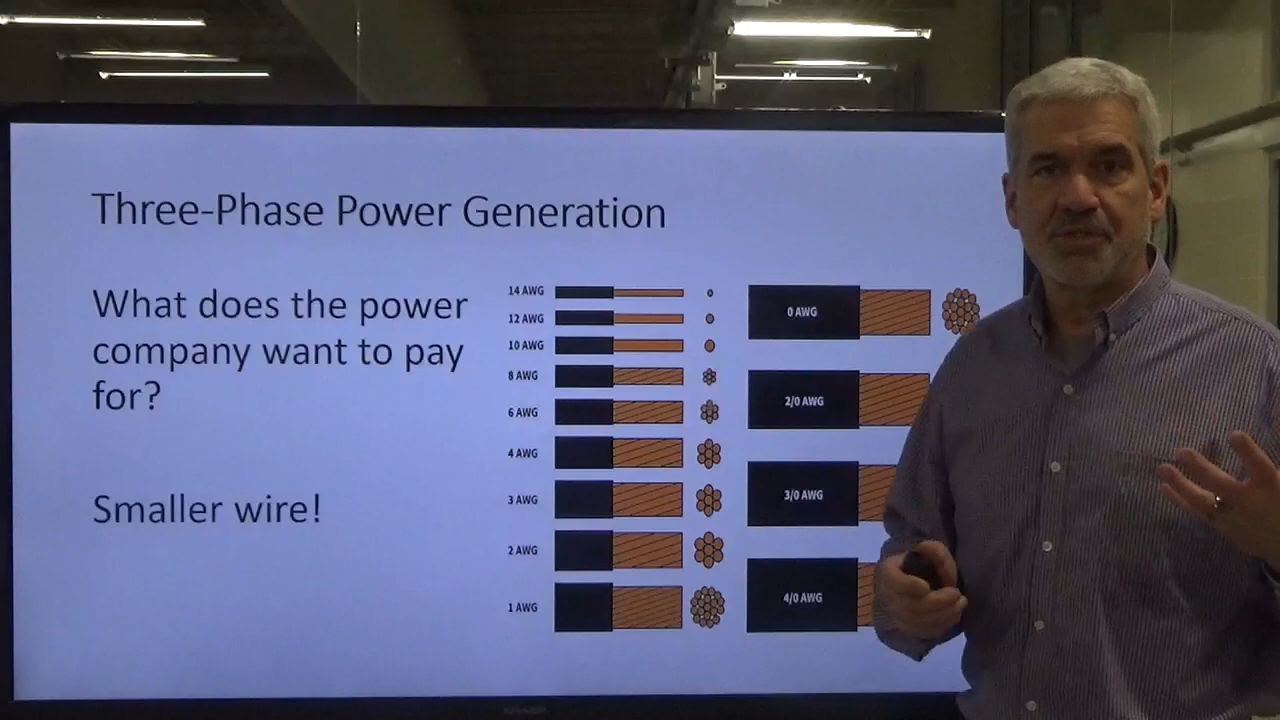 Three-Phase Power Generation
What does the power
company want to pay
for?
Smaller wire!
14 AWG
12 AWG
10 AWG
8 AWG
6 AWG
4 AWG
3 AWG
2 AWG
1 AWG
0 AWG
2/0 AWG
3/0 AWG
4/0 AWG